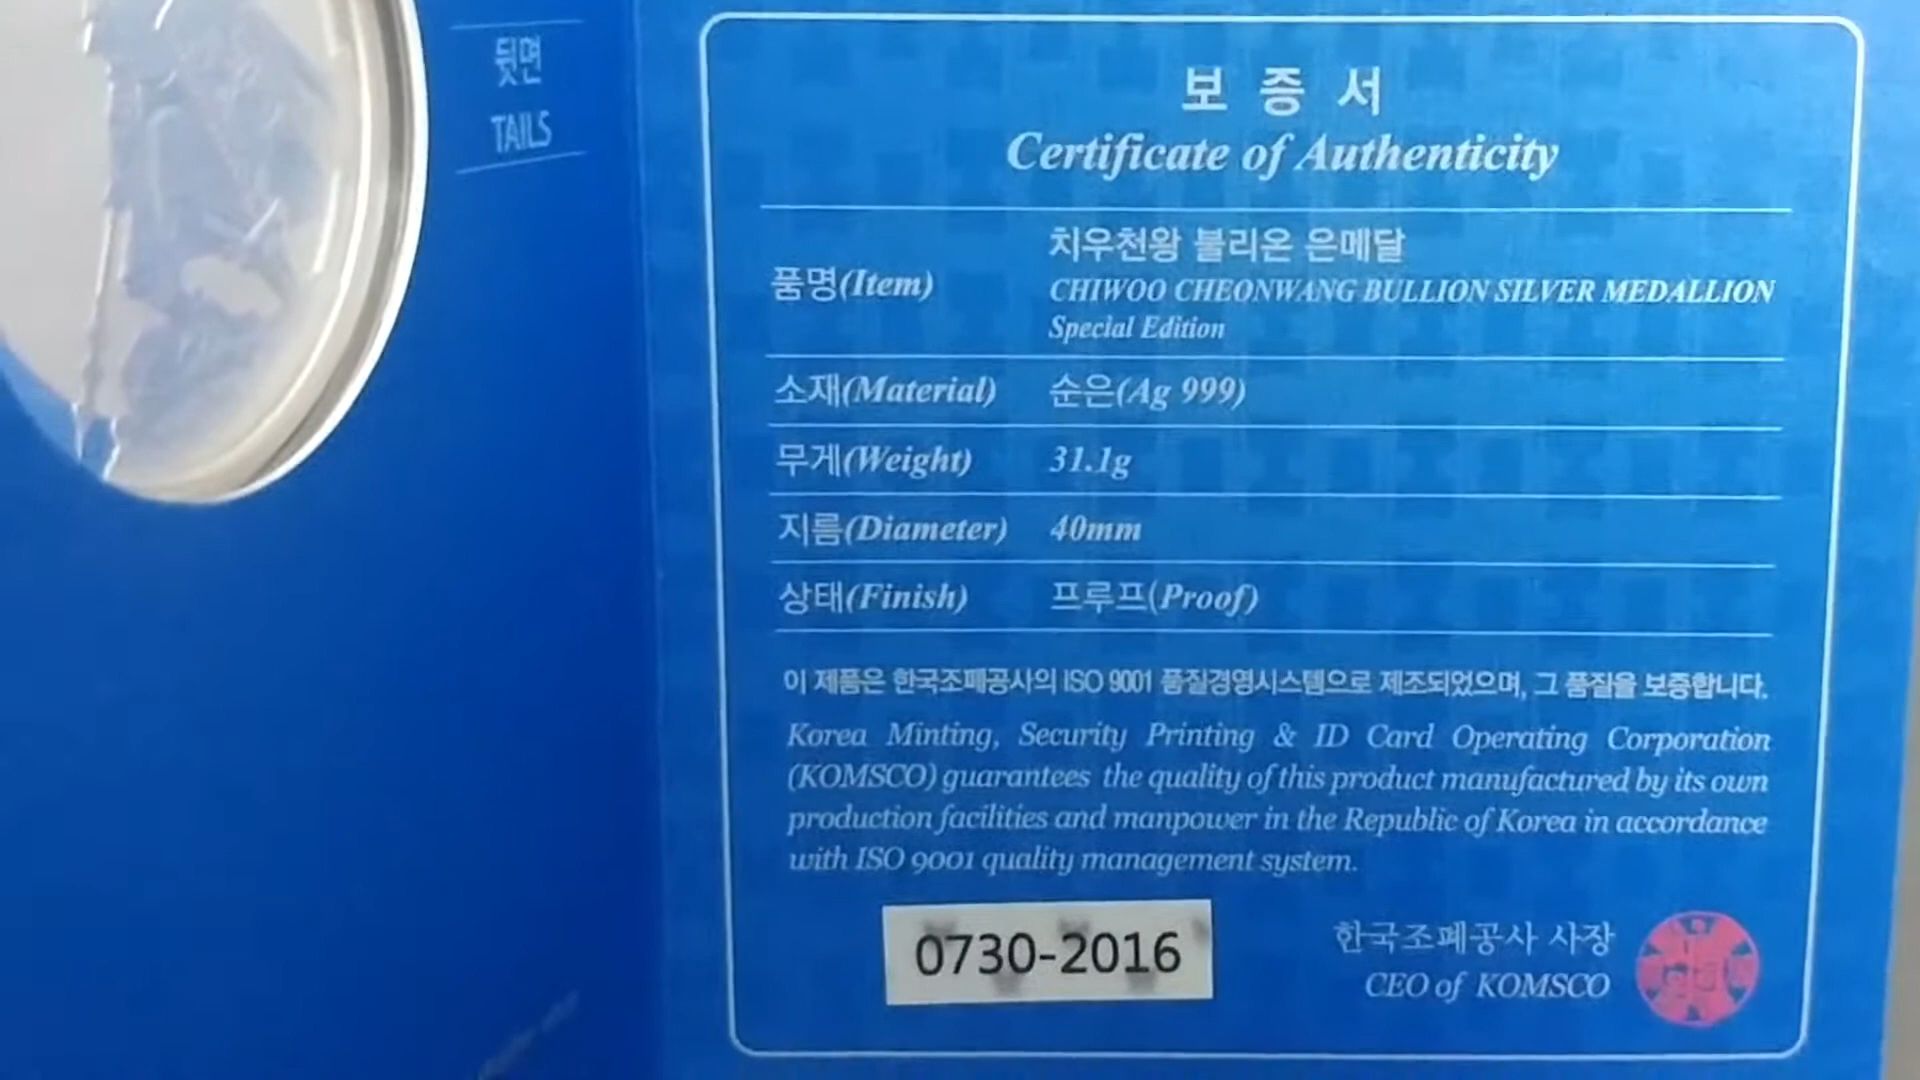 뒷면
TAILS
보증서
Certificate of Authenticity
품명(Item)
치우천왕 불리온 은메달
CHIWOO CHEONWANG BULLION SILVER MEDALLION
Special Edition
소재(Material) 순은(Ag 999)
무게(Weight) 31.1g
지름(Diameter) 40mm
상태(Finish) 프루프(Proof)
이 제품은 한국조폐공사의 ISO 9001 품질경영시스템으로 제조되었으며, 그 품질을 보증합니다.
Korea Minting, Security Printing & ID Card Operating Corporation
(KOMSCO) guarantees the quality of this product manufactured by its own
production facilities and manpower in the Republic of Korea in accordance
with ISO 9001 quality management system.
0730-2016
한국조폐공사 사장
CEO of KOMSCO